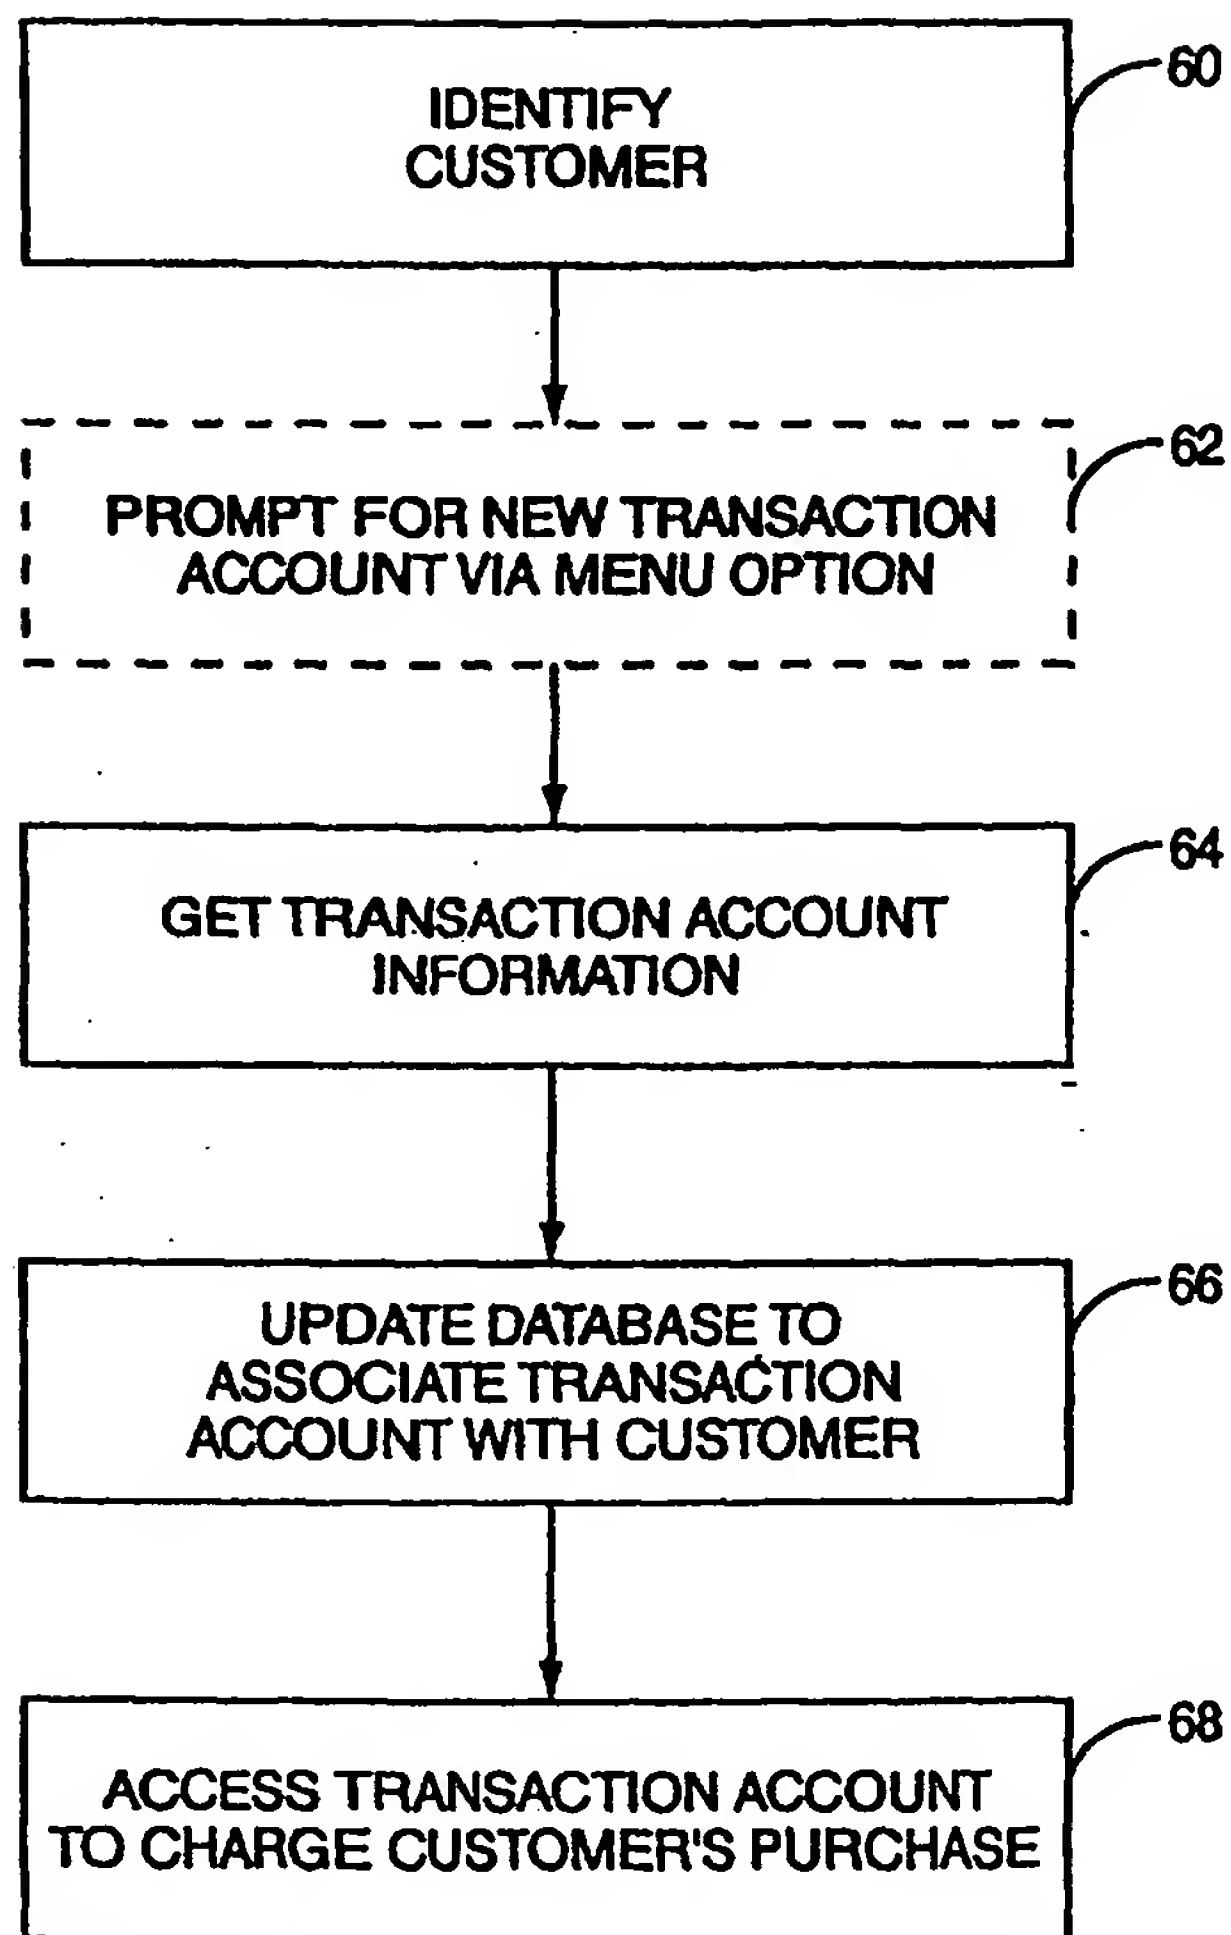 60
IDENTIFY
CUSTOMER
62
PROMPT FOR NEW TRANSACTION
ACCOUNT VIA MENU OPTION
64
GET TRANSACTION ACCOUNT
INFORMATION
66
UPDATE DATABASE TO
ASSOCIATE TRANSACTION
ACCOUNT WITH CUSTOMER
68
ACCESS TRANSACTION ACCOUNT
TO CHARGE CUSTOMER'S PURCHASE